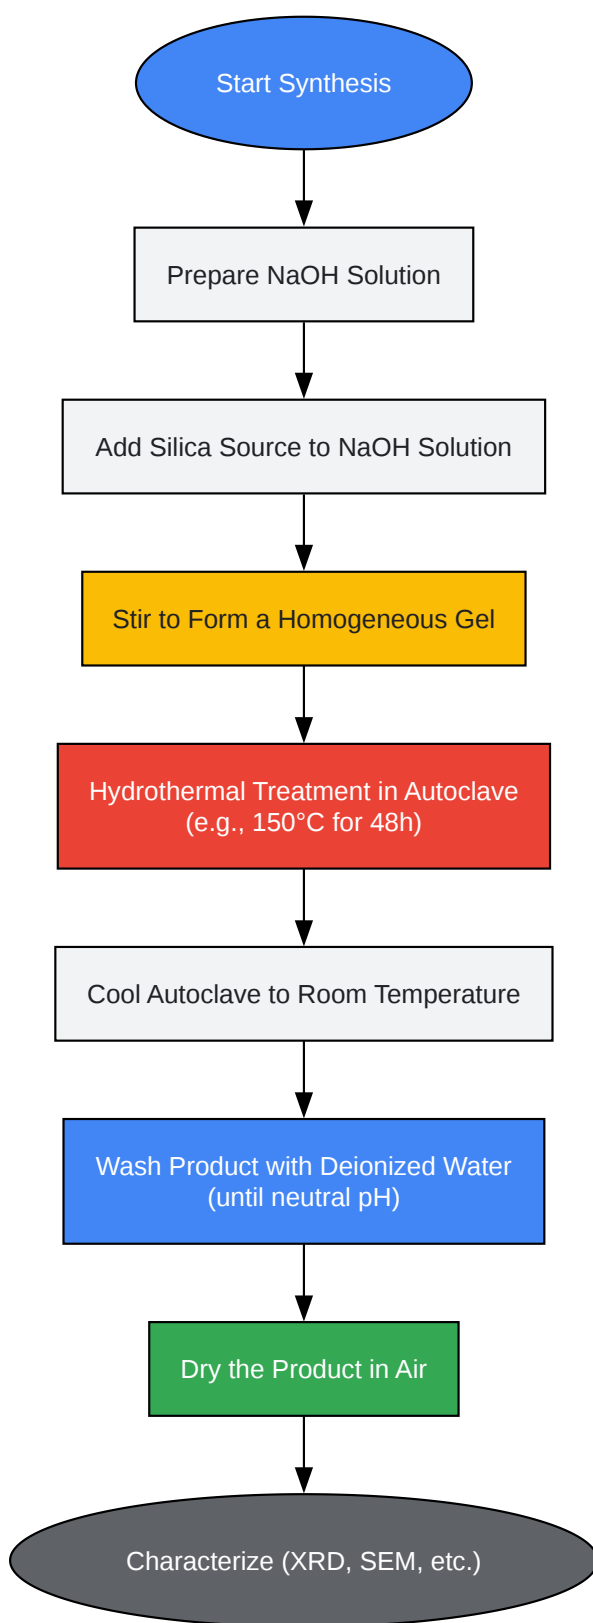 Start Synthesis
Prepare NaOH Solution
Add Silica Source to NaOH Solution
Stir to Form a Homogeneous Gel
Hydrothermal Treatment in Autoclave
(e.g., 150°C for 48h)
Cool Autoclave to Room Temperature
Wash Product with Deionized Water
(until neutral pH)
Dry the Product in Air
Characterize (XRD, SEM, etc.)